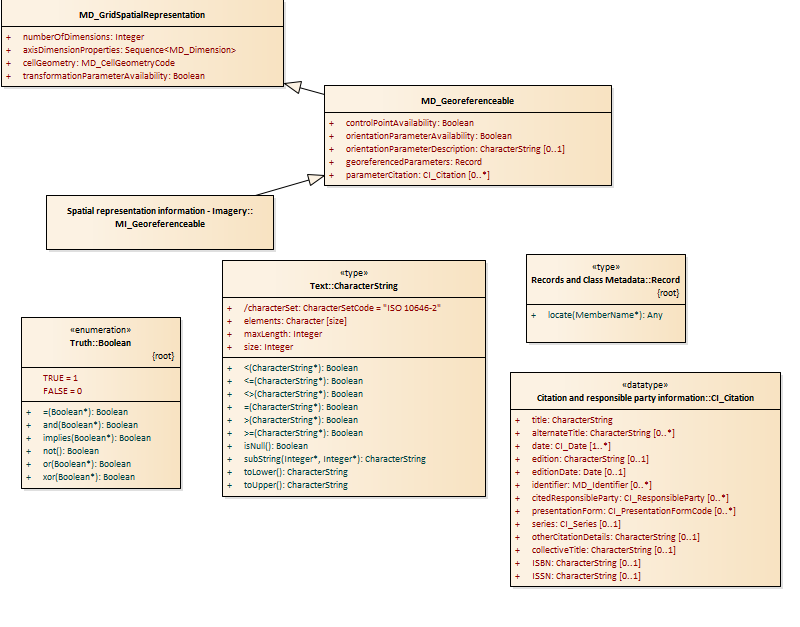 MD_GridSpatialRepresentation
+ numberOfDimensions: Integer
+ axisDimensionProperties: Sequence<MD_Dimension>
+ cellGeometry: MD_CellGeometryCode
+ transformationParameterAvailability: Boolean
MD_Georeferenceable
+ controlPointAvailability: Boolean
+ orientationParameterAvailability: Boolean
+ orientationParameterDescription: CharacterString [0..1]
+ georeferencedParameters: Record
+ parameterCitation: CI_Citation [0..*]
Spatial representation information - Imagery::
MI_Georeferenceable
«type»
Text::CharacterString
+ /characterSet: CharacterSetCode = "ISO 10646-2"
+ elements: Character [size]
+ maxLength: Integer
+ size: Integer
+ <(CharacterString*): Boolean
+ <=(CharacterString*): Boolean
+ <>(CharacterString*): Boolean
+ =(CharacterString*): Boolean
+ >(CharacterString*): Boolean
+ >=(CharacterString*): Boolean
+ isNull(): Boolean
+ subString(Integer*, Integer*): CharacterString
+ toLower(): CharacterString
+ toUpper(): CharacterString
«type»
Records and Class Metadata::Record
{root}
+ locate(MemberName*): Any
«enumeration»
Truth::Boolean
{root}
TRUE = 1
FALSE = 0
+ =(Boolean*): Boolean
+ and(Boolean*): Boolean
+ implies(Boolean*): Boolean
+ not(): Boolean
+ or(Boolean*): Boolean
+ xor(Boolean*): Boolean
«datatype»
Citation and responsible party information::CI_Citation
+ title: CharacterString
+ alternateTitle: CharacterString [0..*]
+ date: CI_Date [1..*]
+ edition: CharacterString [0..1]
+ editionDate: Date [0..1]
+ identifier: MD_Identifier [0..*]
+ citedResponsibleParty: CI_ResponsibleParty [0..*]
+ presentationForm: CI_PresentationFormCode [0..*]
+ series: CI_Series [0..1]
+ otherCitationDetails: CharacterString [0..1]
+ collectiveTitle: CharacterString [0..1]
+ ISBN: CharacterString [0..1]
+ ISSN: CharacterString [0..1]